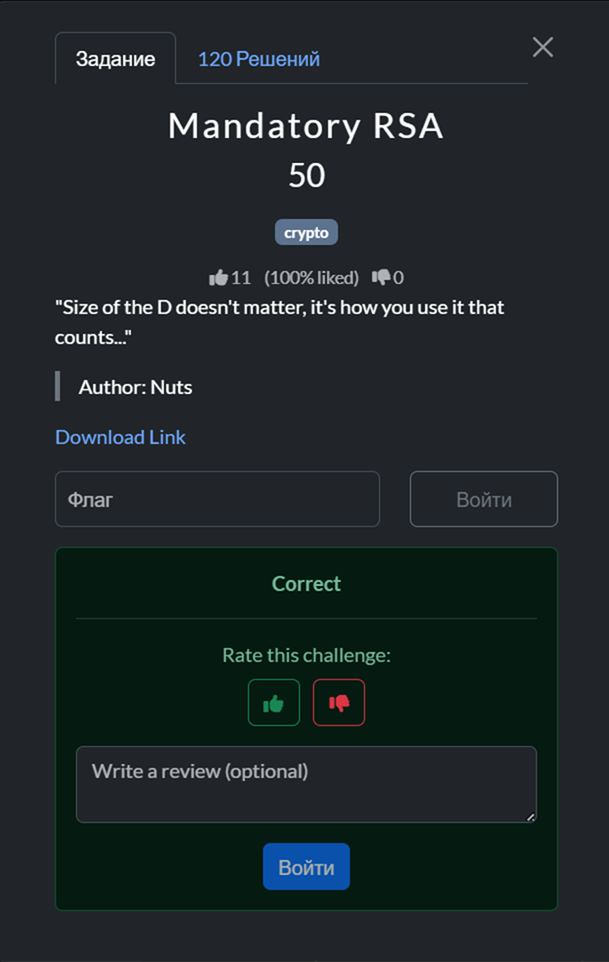 Задание 120 Решений
Mandatory RSA
50
crypto
11 (100% liked) 0
"Size of the D doesn't matter, it's how you use it that
counts..."
Author: Nuts
Download Link
Флаг Войти
Correct
Rate this challenge:
Write a review (optional)
Войти